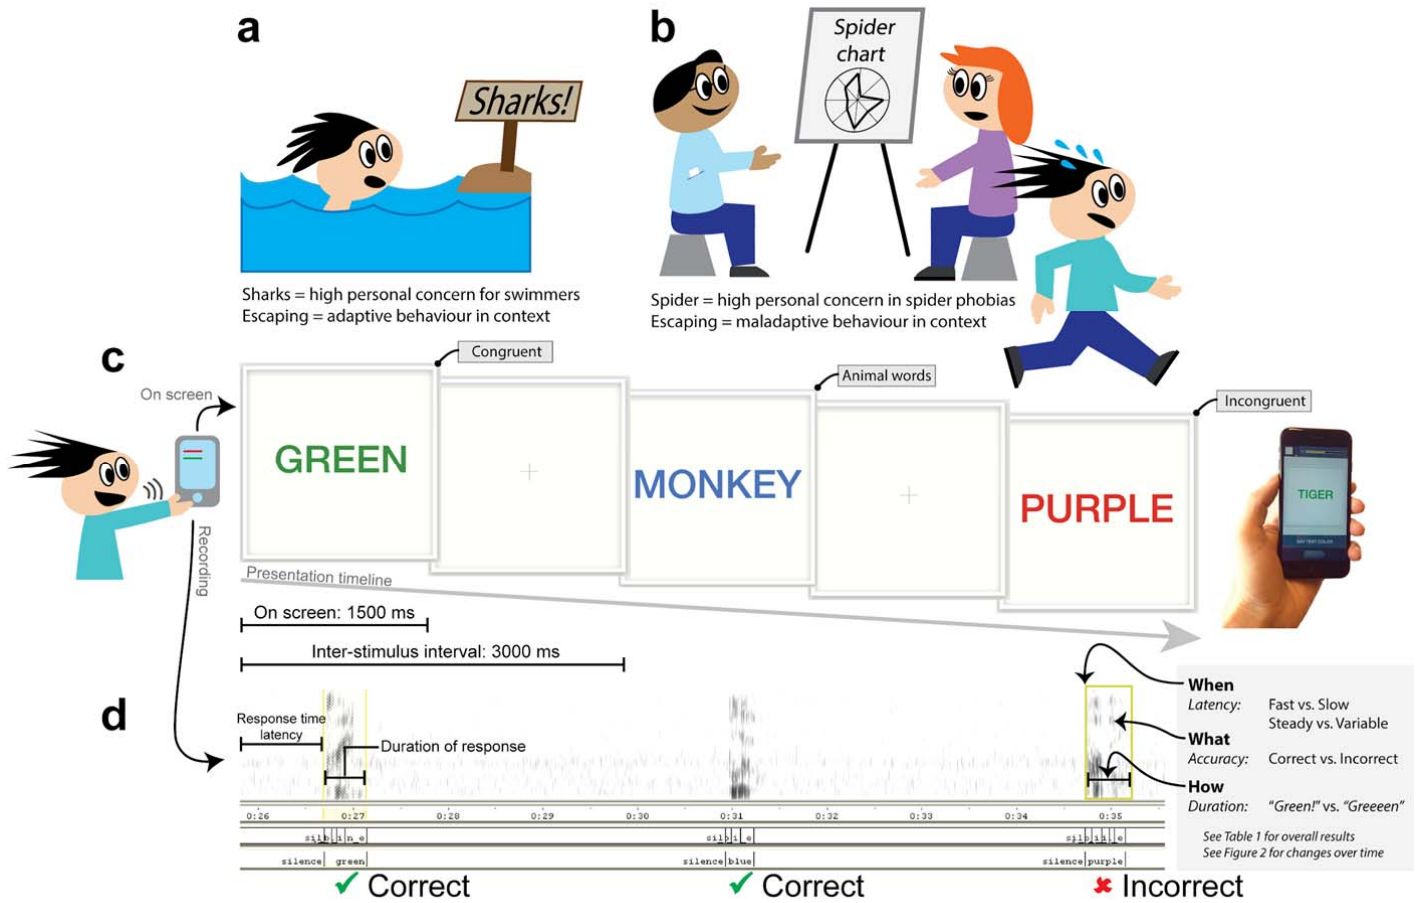 a
Sharks!
Sharks = high personal concern for swimmers
Escaping = adaptive behaviour in context
b
Spider
chart
Spider = high personal concern in spider phobias
Escaping = maladaptive behaviour in context
c
On screen
Recording
Congruent
Animal words
Incongruent
GREEN
MONKEY
PURPLE
TIGER
SAY TEXT COLOR
Presentation timeline
On screen: 1500 ms
Inter-stimulus interval: 3000 ms
d
Response time
latency
Duration of response
When
Latency: Fast vs. Slow
Steady vs. Variable
What
Accuracy: Correct vs. Incorrect
How
Duration: “Green!” vs. “Greeeen”
See Table 1 for overall results
See Figure 2 for changes over time
0:26 0:27 0:28 0:29 0:30 0:31 0:32 0:33 0:34 0:35
silence green silence blue silence purple
Correct Correct Incorrect